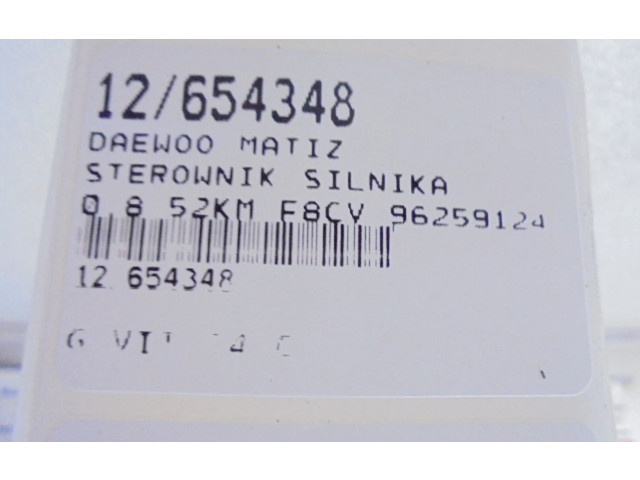 12/654348
DAEWOO MATIZ
STEROWNIK SILNIKA
0.8 52KM F8CV 96259124
12 654348